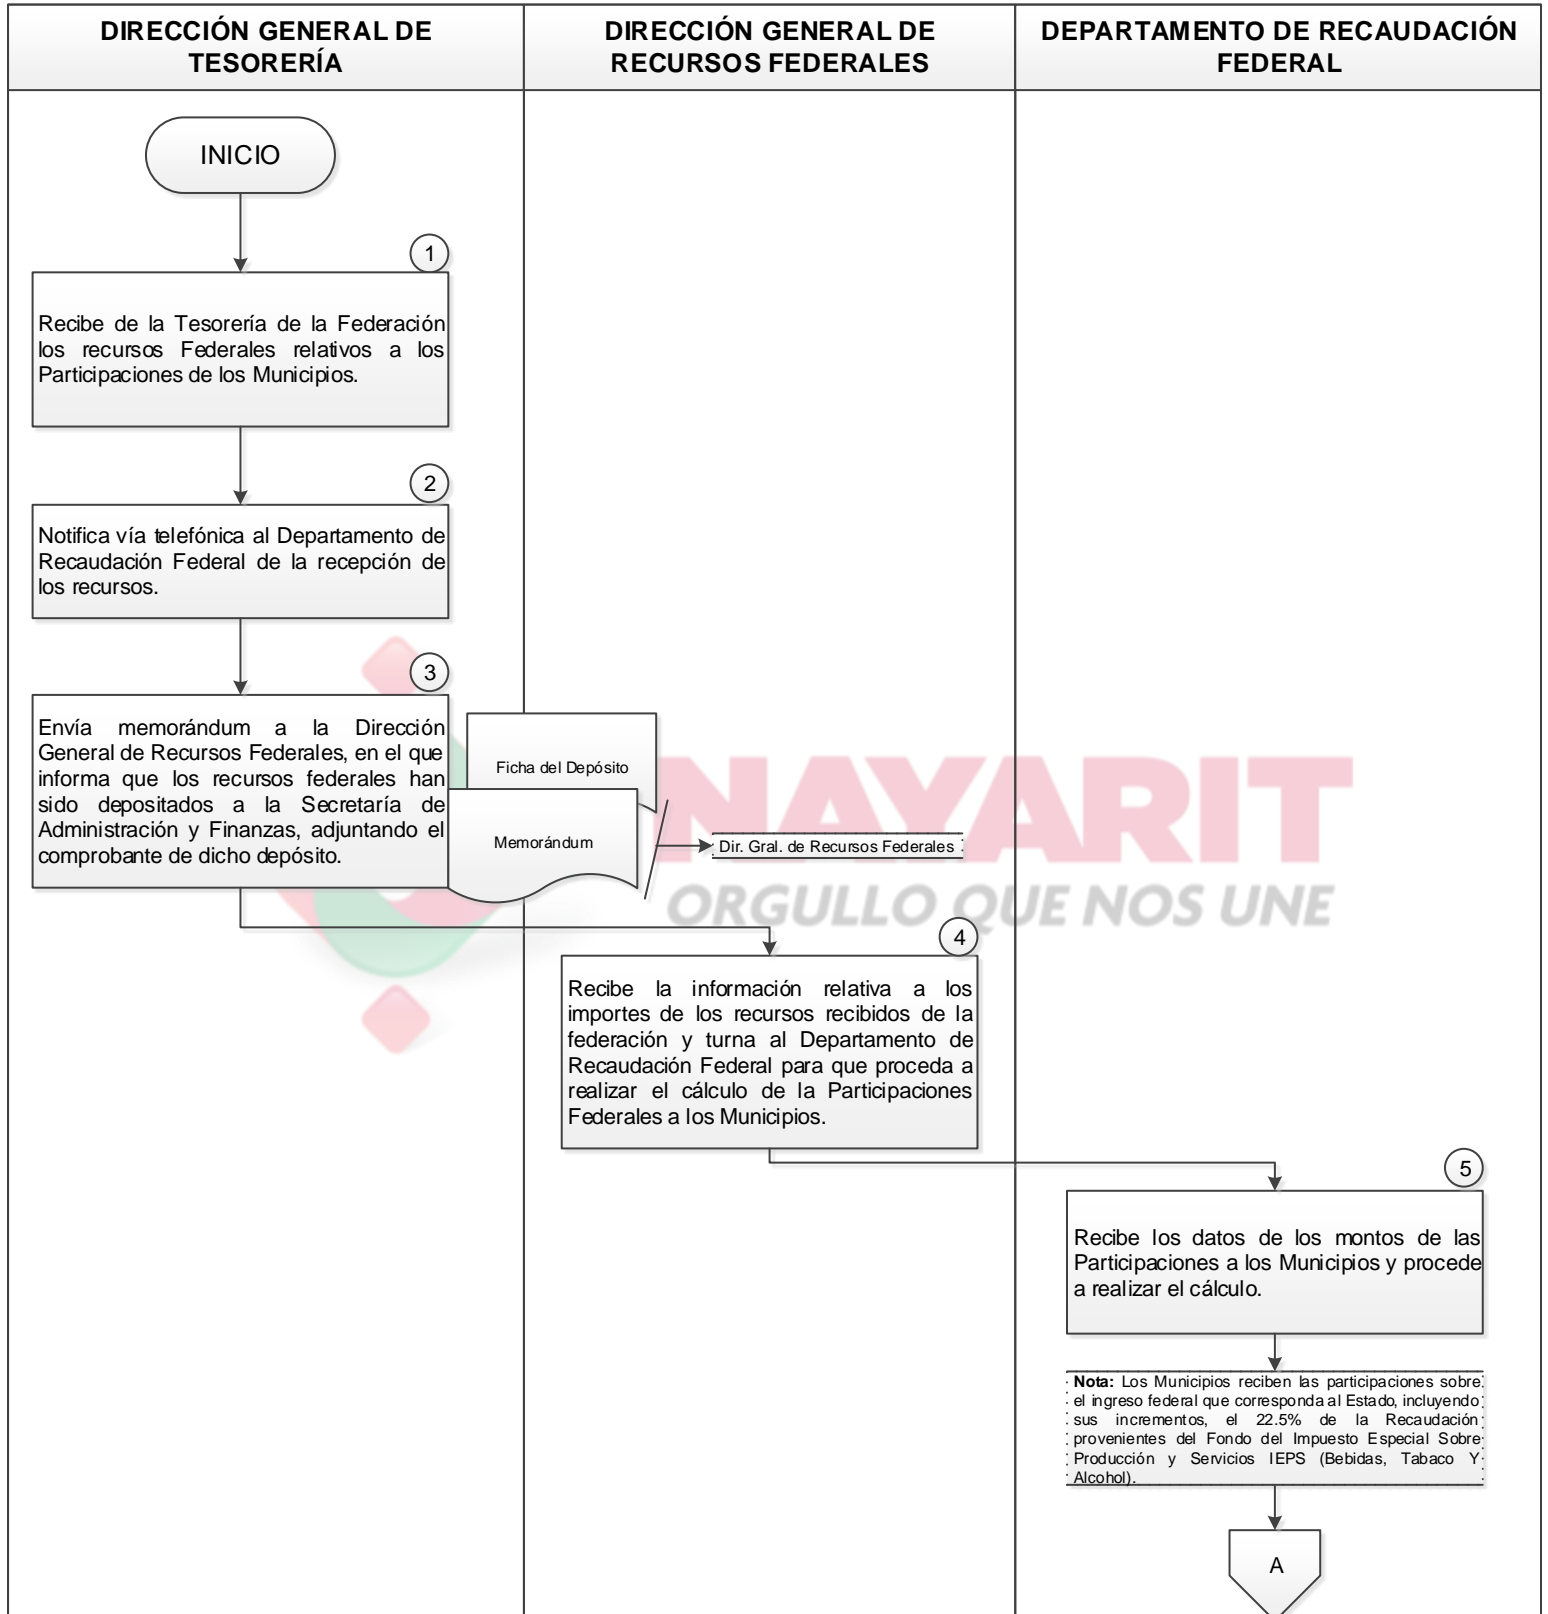 DIRECCIÓN GENERAL DE
TESORERÍA
DIRECCIÓN GENERAL DE
RECURSOS FEDERALES
DEPARTAMENTO DE RECAUDACIÓN
FEDERAL
INICIO
1
Recibe de la Tesorería de la Federación
los recursos Federales relativos a los
Participaciones de los Municipios.
2
Notifica vía telefónica al Departamento de
Recaudación Federal de la recepción de
los recursos.
3
Envía memorándum a la Dirección
General de Recursos Federales, en el que
informa que los recursos federales han
sido depositados a la Secretaría de
Administración y Finanzas, adjuntando el
comprobante de dicho depósito.
Ficha del Depósito
Memorándum
Dir. Gral. de Recursos Federales
NAYARIT
ORGULLO QUE NOS UNE
4
Recibe la información relativa a los
importes de los recursos recibidos de la
federación y turna al Departamento de
Recaudación Federal para que proceda a
realizar el cálculo de la Participaciones
Federales a los Municipios.
5
Recibe los datos de los montos de las
Participaciones a los Municipios y procede
a realizar el cálculo.
Nota: Los Municipios reciben las participaciones sobre
el ingreso federal que corresponda al Estado, incluyendo
sus incrementos, el 22.5% de la Recaudación
provenientes del Fondo del Impuesto Especial Sobre
Producción y Servicios IEPS (Bebidas, Tabaco Y
Alcohol).
A